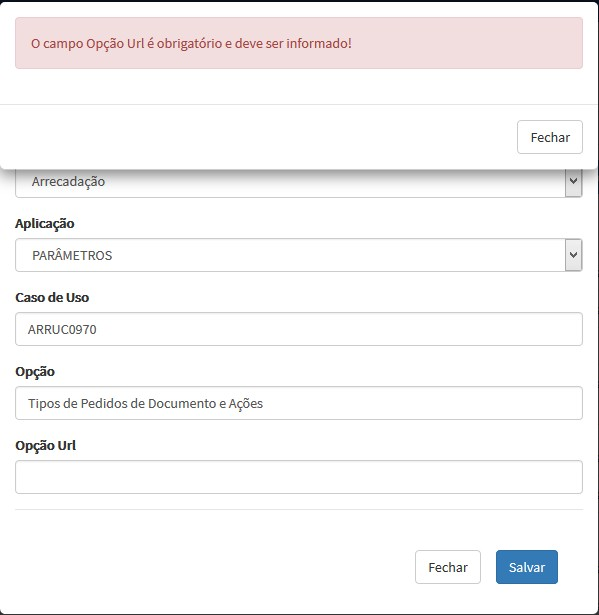 O campo Opção Url é obrigatório e deve ser informado!
Fechar
Arrecadação
Aplicação
PARÂMETROS
Caso de Uso
ARRUC0970
Opção
Tipos de Pedidos de Documento e Ações
Opção Url
Fechar
Salvar